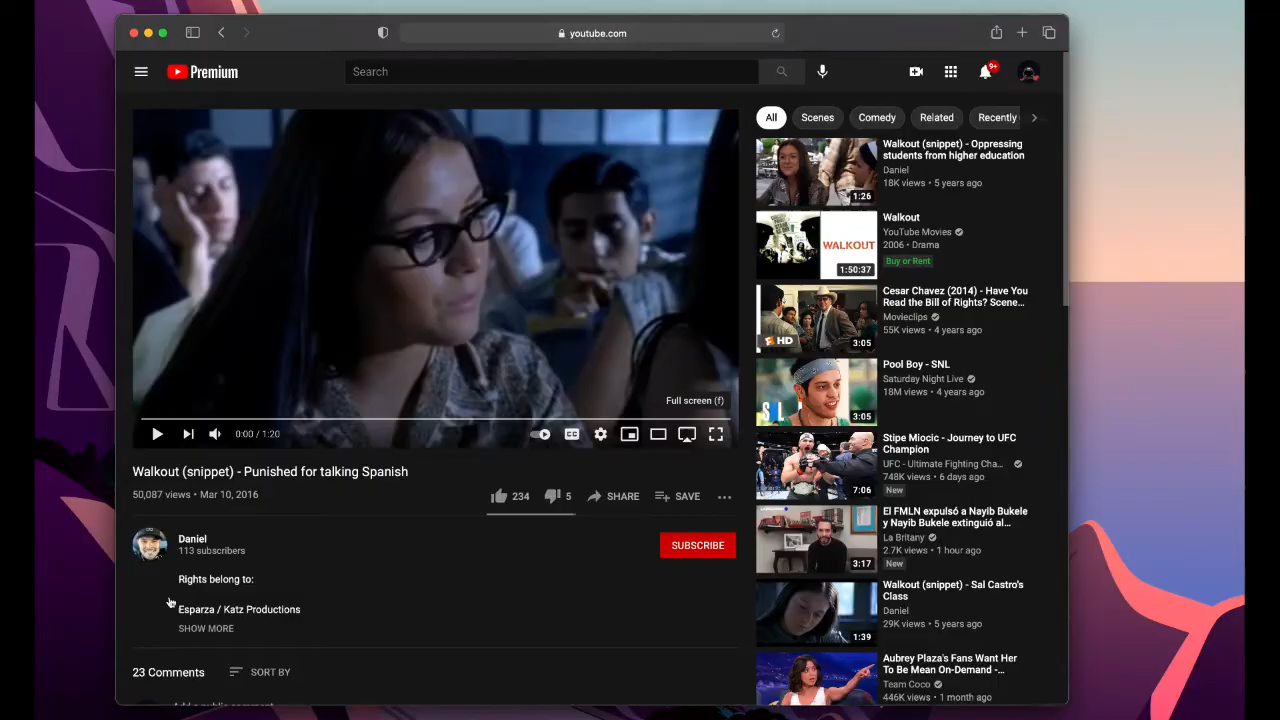 youtube.com
Premium
Search
9+
Full screen (f)
0:00 / 1:20
CC
Walkout (snippet) - Punished for talking Spanish
50,087 views • Mar 10, 2016
234
5
SHARE
SAVE
Daniel
113 subscribers
SUBSCRIBE
Rights belong to:
Esparza / Katz Productions
SHOW MORE
23 Comments
SORT BY
All
Scenes
Comedy
Related
Recently
Walkout (snippet) - Oppressing
students from higher education
Daniel
18K views • 5 years ago
1:26
WALKOUT
1:50:37
Walkout
YouTube Movies
2006 • Drama
Buy or Rent
HD
3:05
Cesar Chavez (2014) - Have You
Read the Bill of Rights? Scene...
Movieclips
55K views • 4 years ago
3:05
Pool Boy - SNL
Saturday Night Live
18M views • 4 years ago
7:06
Stipe Miocic - Journey to UFC
Champion
UFC - Ultimate Fighting Cha...
748K views • 6 days ago
New
3:17
El FMLN expulsó a Nayib Bukele
y Nayib Bukele extinguió al...
La Britany
2.7K views • 1 hour ago
New
1:39
Walkout (snippet) - Sal Castro's
Class
Daniel
29K views • 5 years ago
Aubrey Plaza's Fans Want Her
To Be Mean On-Demand -...
Team Coco
446K views • 1 month ago